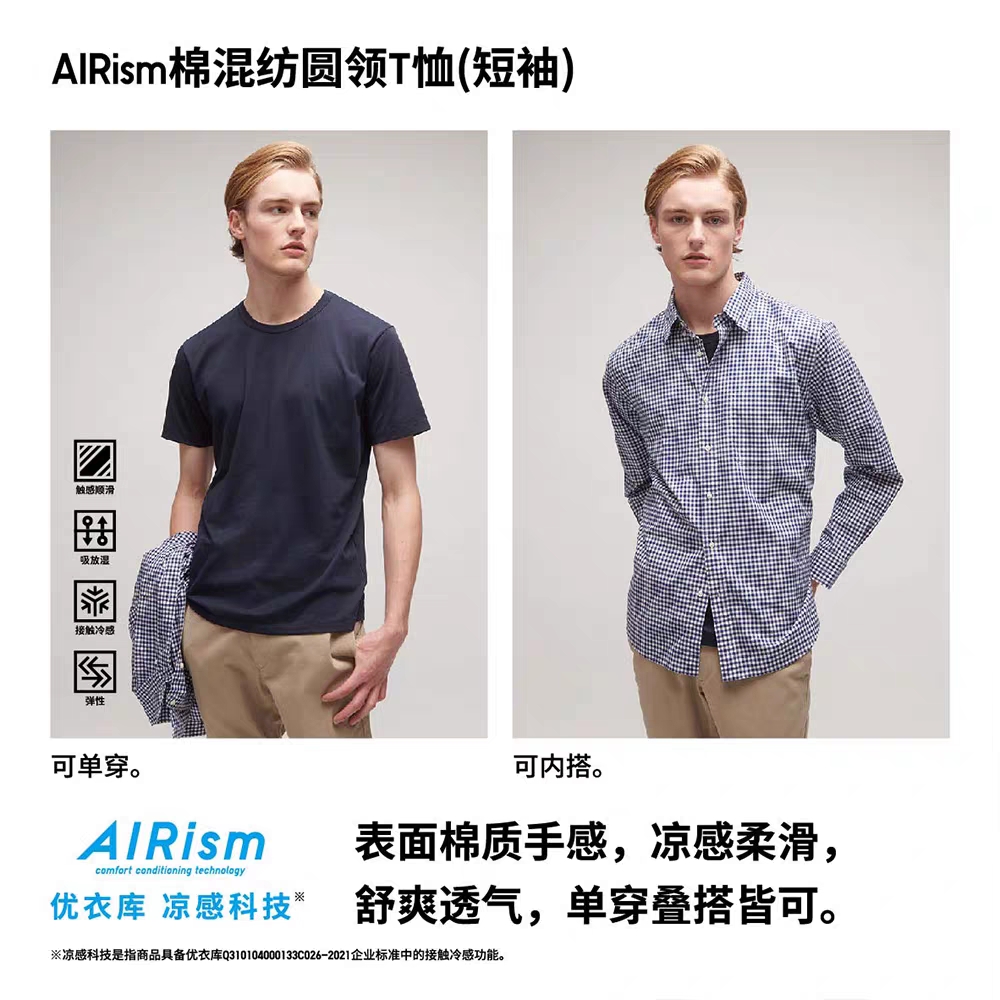 AIRism棉混纺圆领T恤(短袖)
触感顺滑
吸放湿
接触冷感
弹性
可单穿。
可内搭。
AIRism
comfort conditioning technology
优衣库 凉感科技※
表面棉质手感，凉感柔滑，
舒爽透气，单穿叠搭皆可。
※凉感科技是指商品具备优衣库Q310104000133C026-2021企业标准中的接触冷感功能。